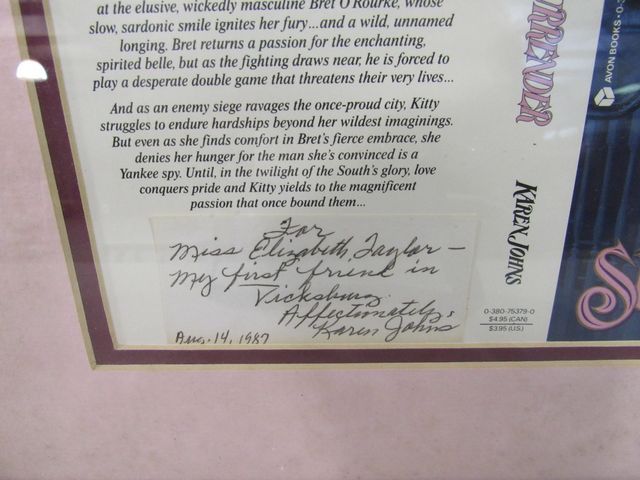 at the elusive, wickedly masculine Bret O'Rourke, whose
slow, sardonic smile ignites her fury...and a wild, unnamed
longing. Bret returns a passion for the enchanting,
spirited belle, but as the fighting draws near, he is forced to
play a desperate double game that threatens their very lives...
And as an enemy siege ravages the once-proud city, Kitty
struggles to endure hardships beyond her wildest imaginings.
But even as she finds comfort in Bret's fierce embrace, she
denies her hunger for the man she's convinced is a
Yankee spy. Until, in the twilight of the South's glory, love
conquers pride and Kitty yields to the magnificent
passion that once bound them...
For
Miss Elizabeth Taylor —
My first friend in
Vicksburg.
Affectionately,
Karen Johns
Aug. 14, 1987
KAREN JOHNS
0-380-75379-0
$4.95 (CAN)
$3.95 (U.S.)
AVON BOOKS